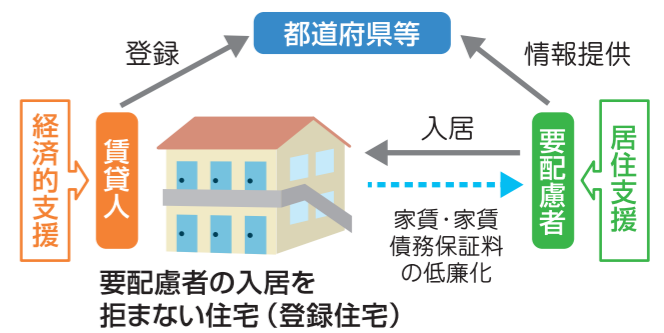 都道府県等
登録
情報提供
経済的支援
賃貸人
入居
要配慮者
居住支援
家賃・家賃
債務保証料
の低廉化
要配慮者の入居を
拒まない住宅（登録住宅）